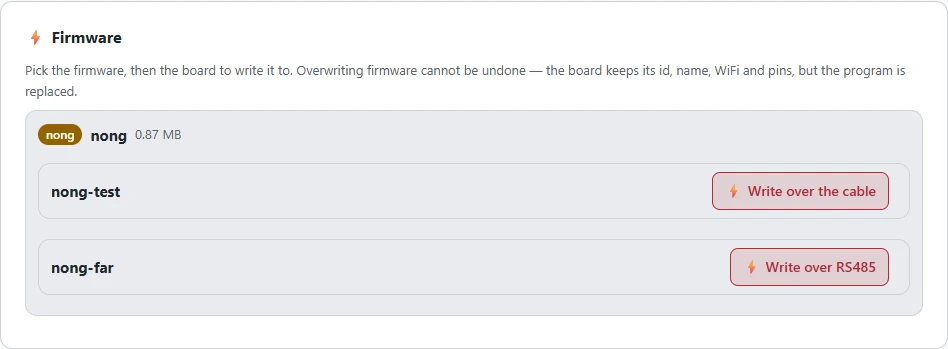 Firmware
Pick the firmware, then the board to write it to. Overwriting firmware cannot be undone — the board keeps its id, name, WiFi and pins, but the program is
replaced.
nong nong 0.87 MB
nong-test Write over the cable
nong-far Write over RS485